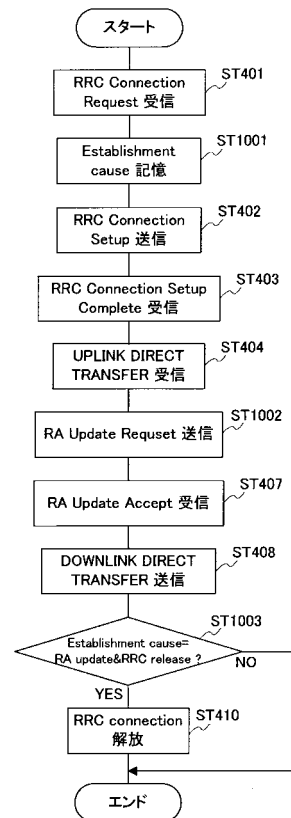 スタート
RRC Connection
Request 受信
ST401
Establishment
cause 記憶
ST1001
RRC Connection
Setup 送信
ST402
RRC Connection Setup
Complete 受信
ST403
UPLINK DIRECT
TRANSFER 受信
ST404
RA Update Requset 送信
ST1002
RA Update Accept 受信
ST407
DOWNLINK DIRECT
TRANSFER 送信
ST408
Establishment cause=
RA update&RRC release ?
ST1003
NO
YES
RRC connection
解放
ST410
エンド